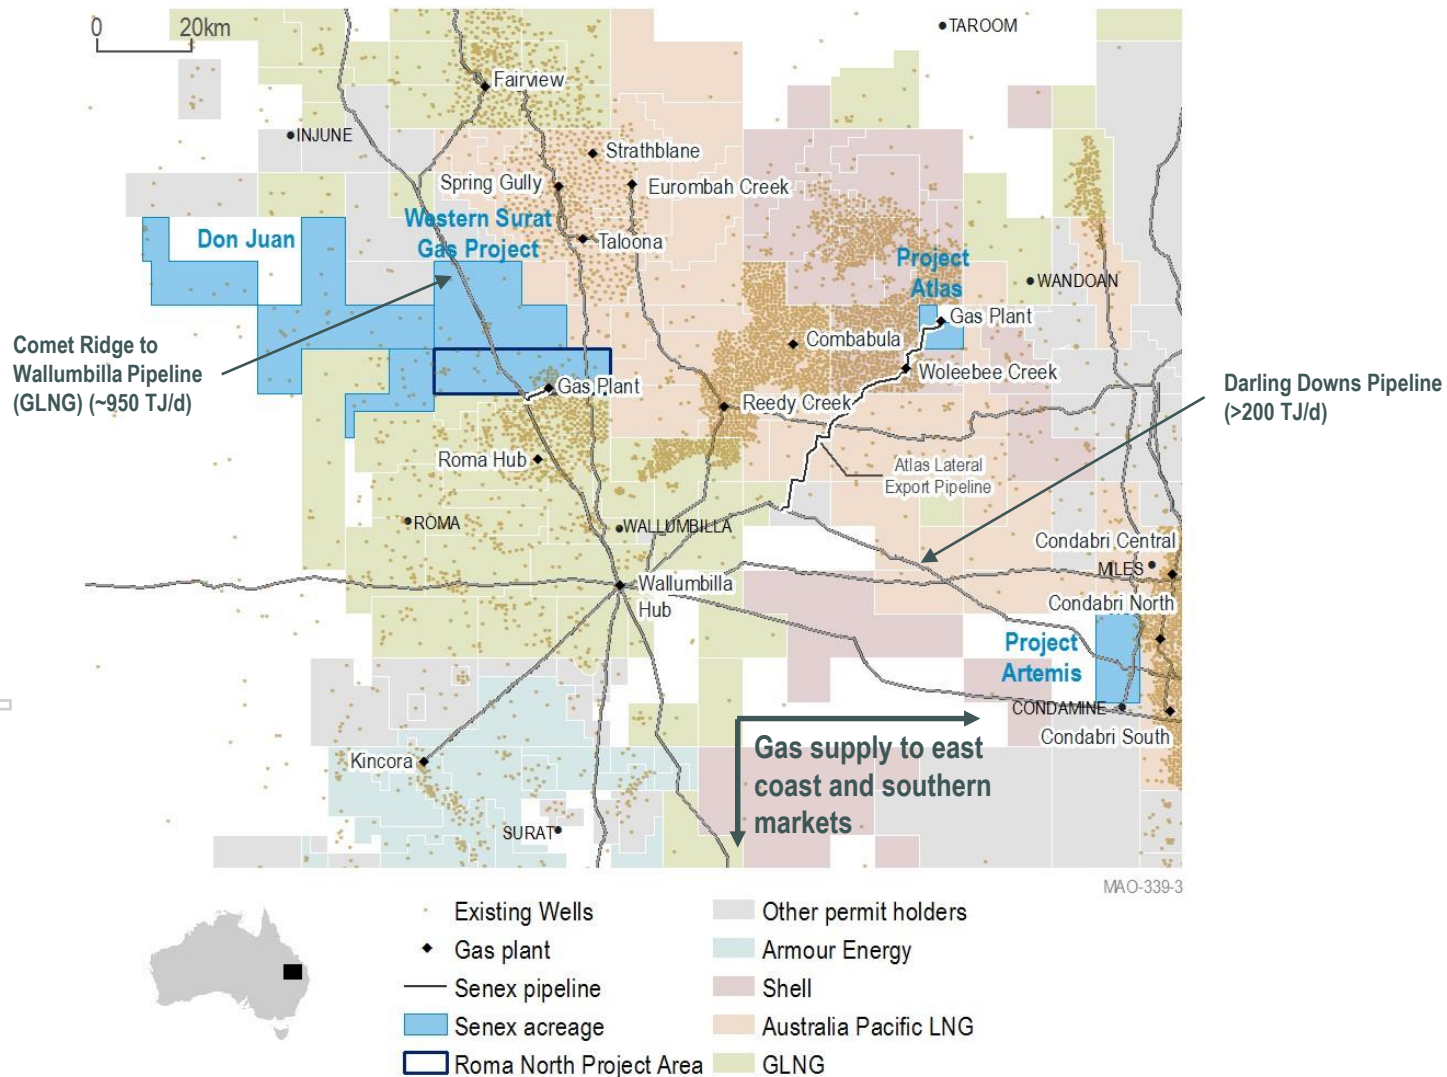 0
20km
TAROOM
Fairview
INJUNE
Strathblane
Spring Gully
Eurombah Creek
Western Surat
Gas Project
Don Juan
Taloona
Project
Atlas
WANDOAN
Gas Plant
Comet Ridge to
Wallumbilla Pipeline
(GLNG) (~950 TJ/d)
Combabula
Woleebee Creek
Gas Plant
Darling Downs Pipeline
(>200 TJ/d)
Reedy Creek
Roma Hub
Atlas Lateral
Export Pipeline
ROMA
WALLUMBILLA
Condabri Central
MILES
Wallumbilla
Hub
Condabri North
Project
Artemis
CONDAMINE
Condabri South
Gas supply to east
coast and southern
markets
Kincora
SURAT
MAO-339-3
Existing Wells
Gas plant
Senex pipeline
Senex acreage
Roma North Project Area
Other permit holders
Armour Energy
Shell
Australia Pacific LNG
GLNG